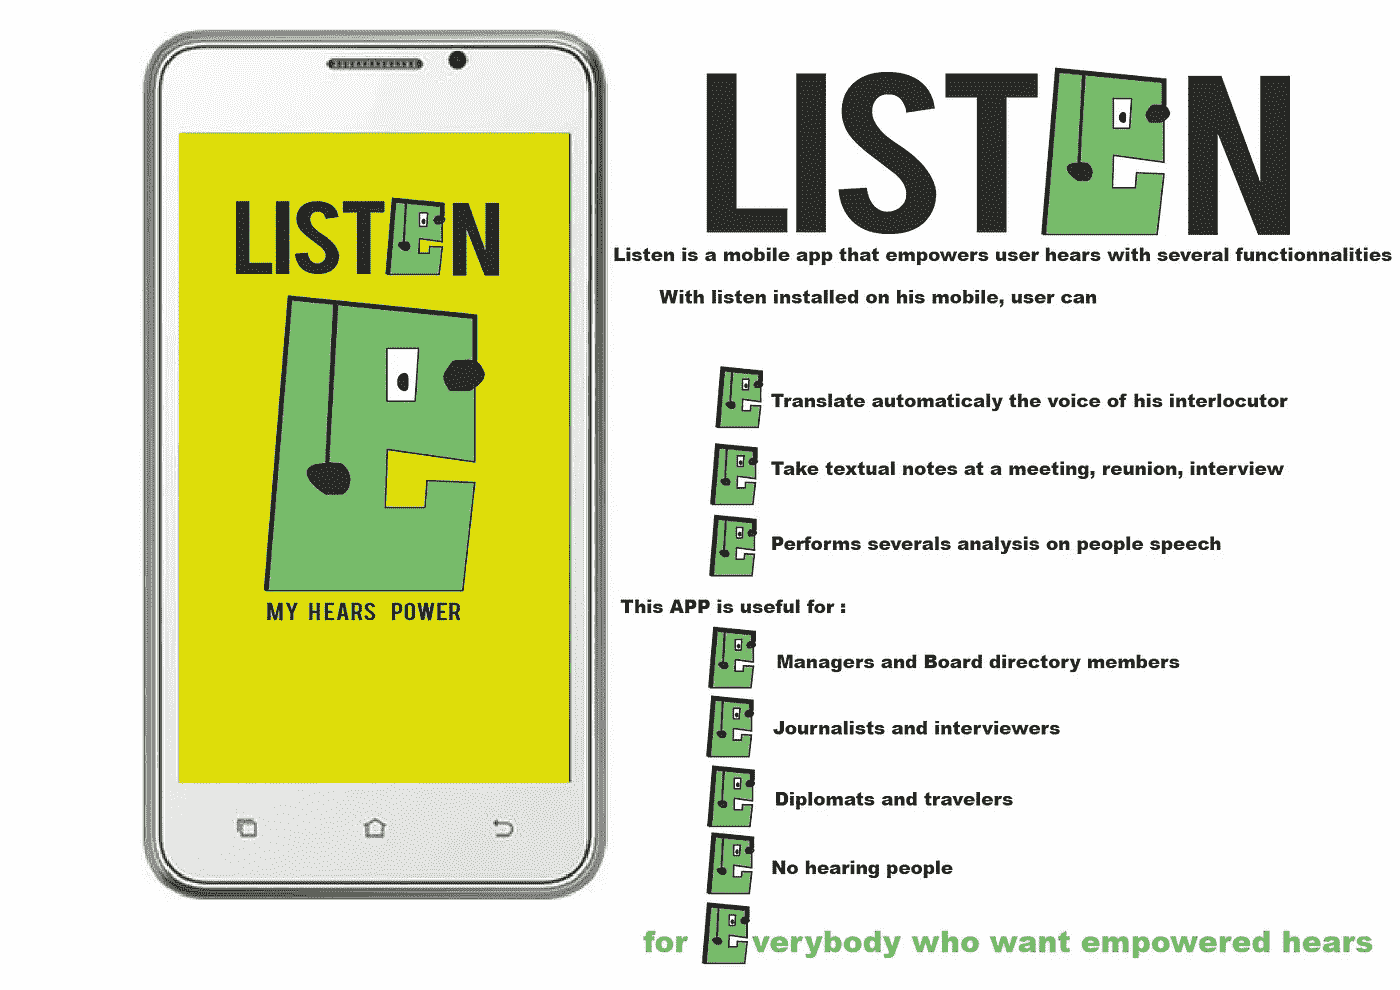 LISTEN
MY HEARS POWER
LISTEN
Listen is a mobile app that empowers user hears with several functionnalities
With listen installed on his mobile, user can
Translate automaticaly the voice of his interlocutor
Take textual notes at a meeting, reunion, interview
Performs severals analysis on people speech
This APP is useful for :
Managers and Board directory members
Journalists and interviewers
Diplomats and travelers
No hearing people
for everybody who want empowered hears